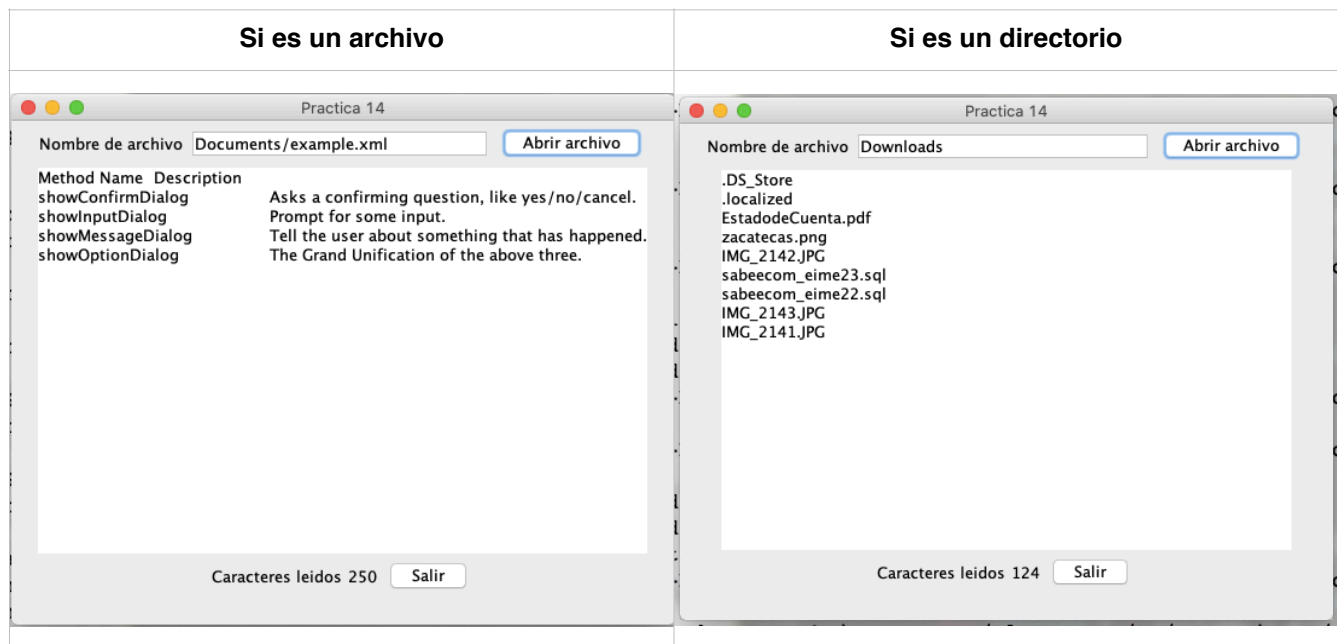 Si es un archivo
Practica 14
Nombre de archivo Documents/example.xml Abrir archivo
Method Name Description
showConfirmDialog Asks a confirming question, like yes/no/cancel.
showInputDialog Prompt for some input.
showMessageDialog Tell the user about something that has happened.
showOptionDialog The Grand Unification of the above three.
Caracteres leidos 250 Salir
Si es un directorio
Practica 14
Nombre de archivo Downloads Abrir archivo
.DS_Store
.localized
EstadodeCuenta.pdf
zacatecas.png
IMG_2142.JPG
sabeecom_eime23.sql
sabeecom_eime22.sql
IMG_2143.JPG
IMG_2141.JPG
Caracteres leidos 124 Salir